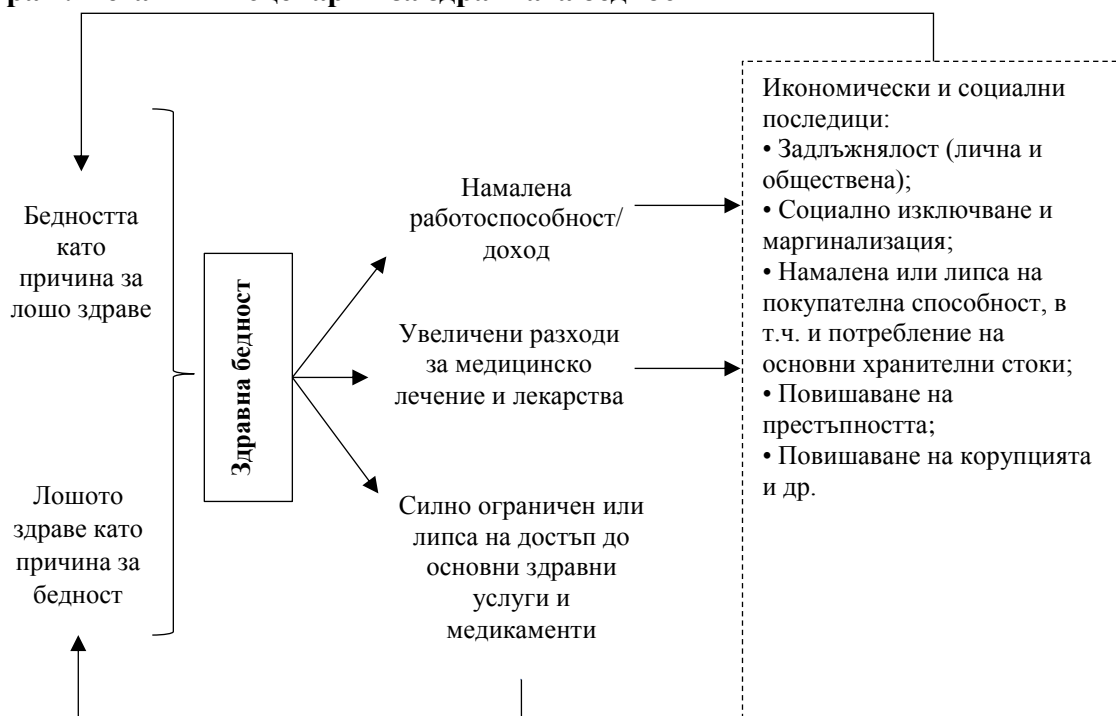 Бедността
като
причина за
лошо здраве
Лошото
здраве като
причина за
бедност
Здравна бедност
Намалена
работоспособност/
доход
Увеличени разходи
за медицинско
лечение и лекарства
Силно ограничен или
липса на достъп до
основни здравни
услуги и
медикаменти
Икономически и социални
последици:
• Задлъжнялост (лична и
обществена);
• Социално изключване и
маргинализация;
• Намалена или липса на
покупателна способност, в
т.ч. и потребление на
основни хранителни стоки;
• Повишаване на
престъпността;
• Повишаване на корупцията
и др.